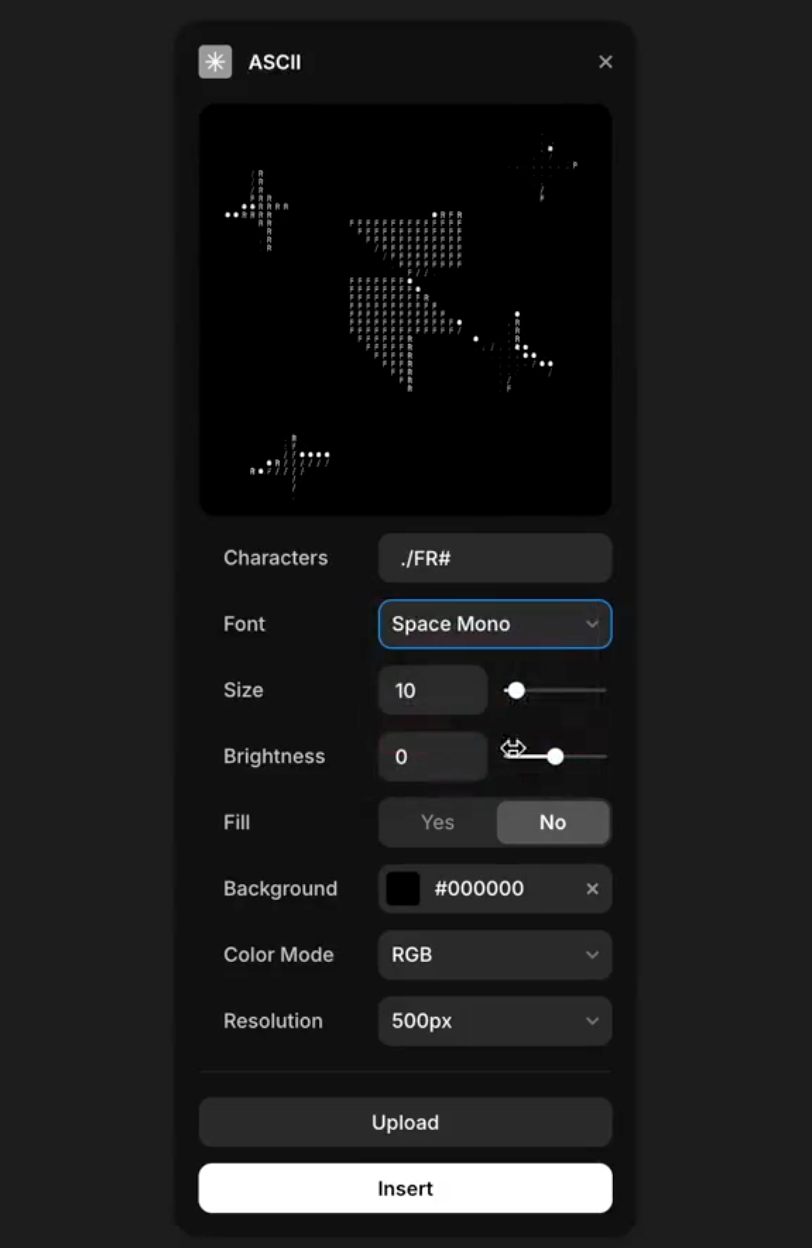 ASCII
Characters
./FR#
Font
Space Mono
Size
10
Brightness
0
Fill
Yes
No
Background
#000000
Color Mode
RGB
Resolution
500px
Upload
Insert